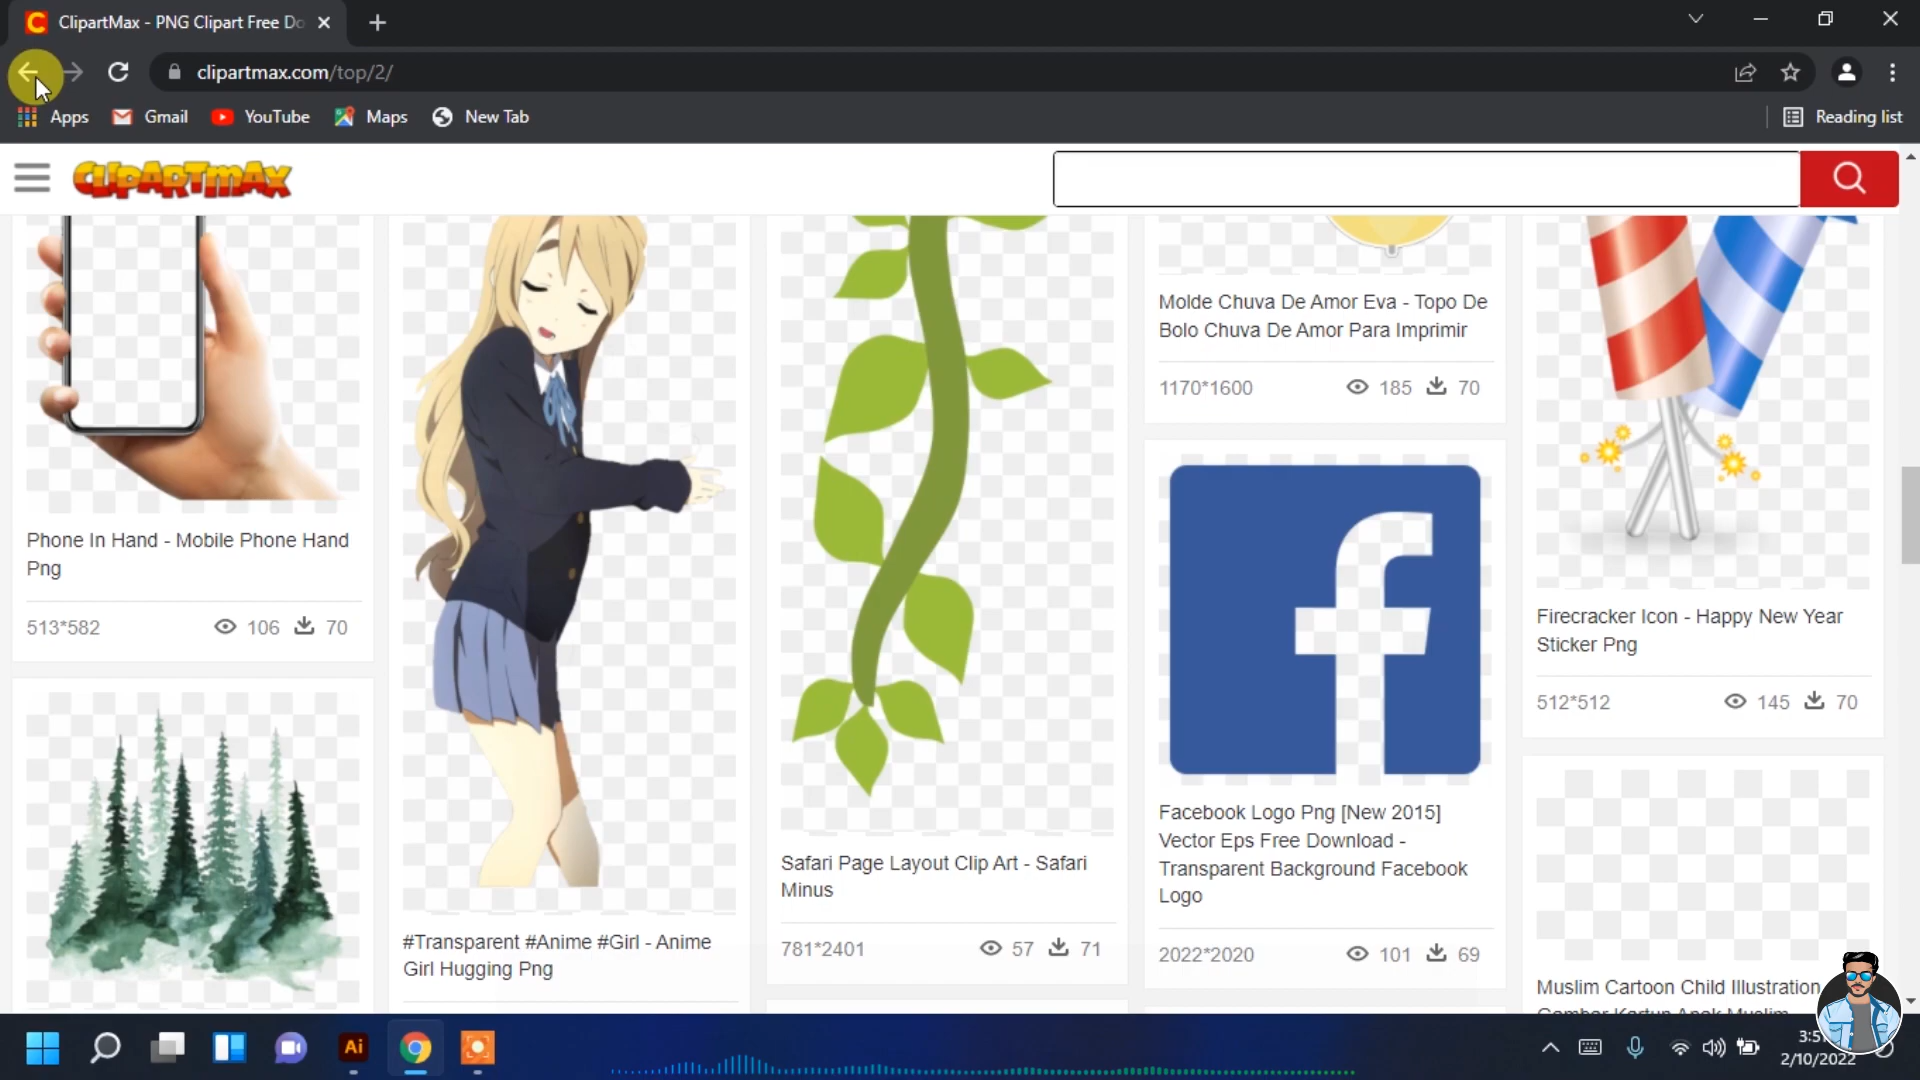 ClipartMax - PNG Clipart Free Do
clipartmax.com/top/2/
Apps
Gmail
YouTube
Maps
New Tab
Reading list
CLIPARTMAX
Molde Chuva De Amor Eva - Topo De
Bolo Chuva De Amor Para Imprimir
1170*1600
185
70
Phone In Hand - Mobile Phone Hand
Png
513*582
106
70
Firecracker Icon - Happy New Year
Sticker Png
512*512
145
70
Facebook Logo Png [New 2015]
Vector Eps Free Download -
Transparent Background Facebook
Logo
2022*2020
101
69
Safari Page Layout Clip Art - Safari
Minus
781*2401
57
71
#Transparent #Anime #Girl - Anime
Girl Hugging Png
Muslim Cartoon Child Illustration
Ai
2/10/2022